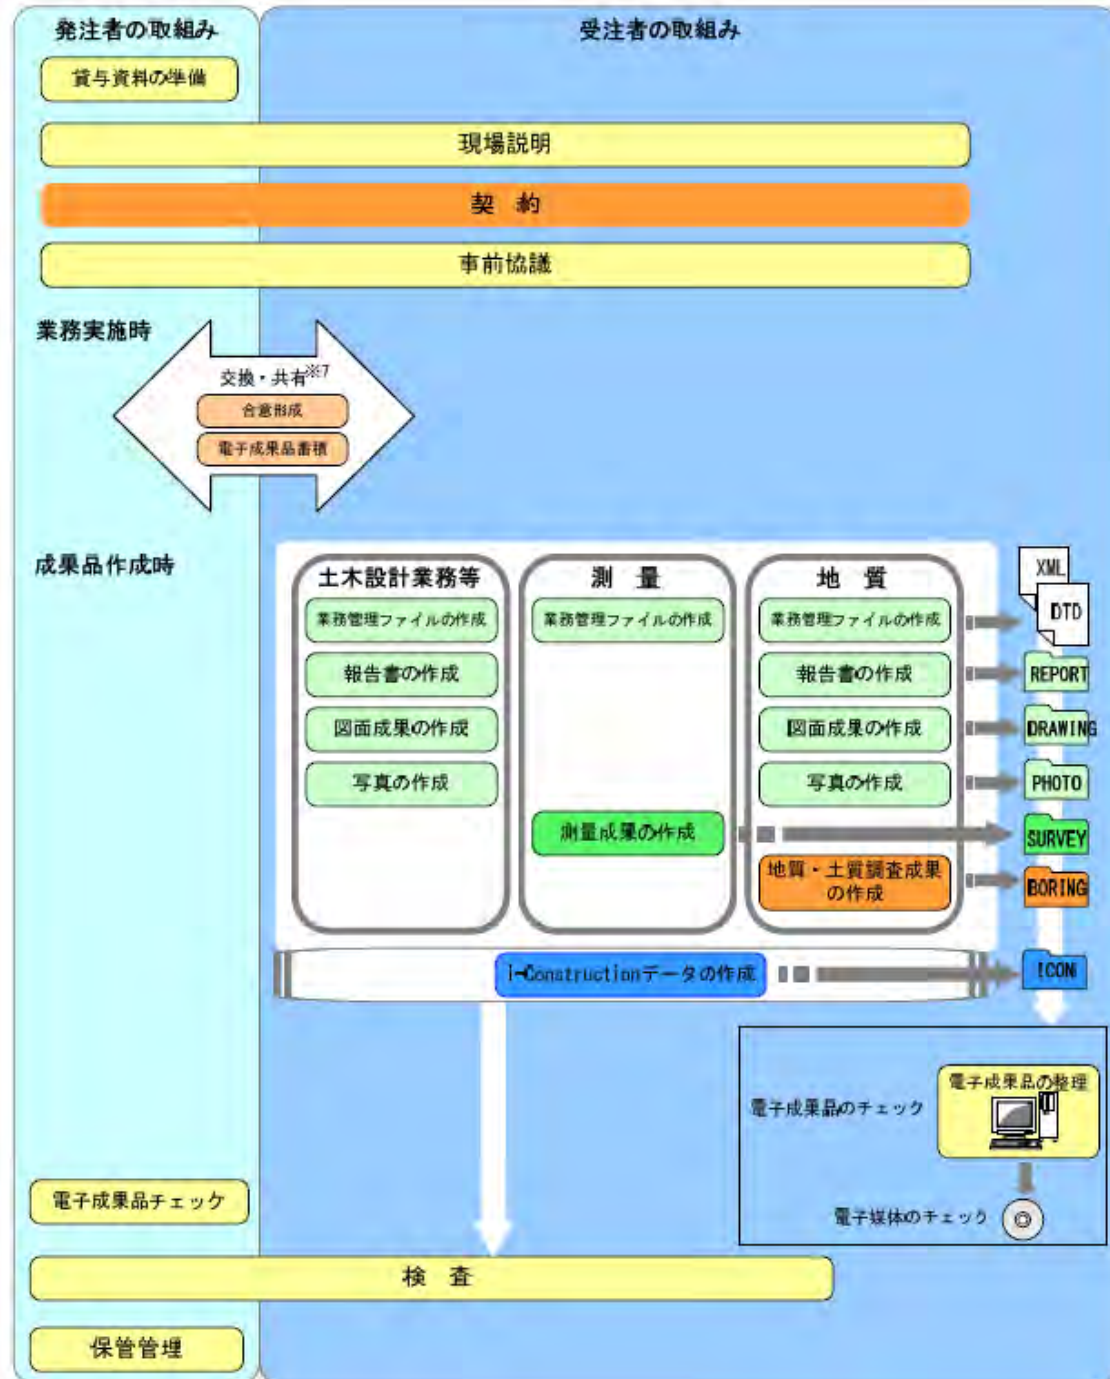 発注者の取組み
受注者の取組み
貸与資料の準備
現場説明
契 約
事前協議
業務実施時
交換・共有※7
合意形成
電子成果品蓄積
成果品作成時
土木設計業務等
業務管理ファイルの作成
報告書の作成
図面成果の作成
写真の作成
測 量
業務管理ファイルの作成
測量成果の作成
地 質
業務管理ファイルの作成
報告書の作成
図面成果の作成
写真の作成
地質・土質調査成果
の作成
XML
DTD
REPORT
DRAWING
PHOTO
SURVEY
BORING
i-Constructionデータの作成
ICON
電子成果品の整理
電子成果品のチェック
電子媒体のチェック
電子成果品チェック
検 査
保管管理